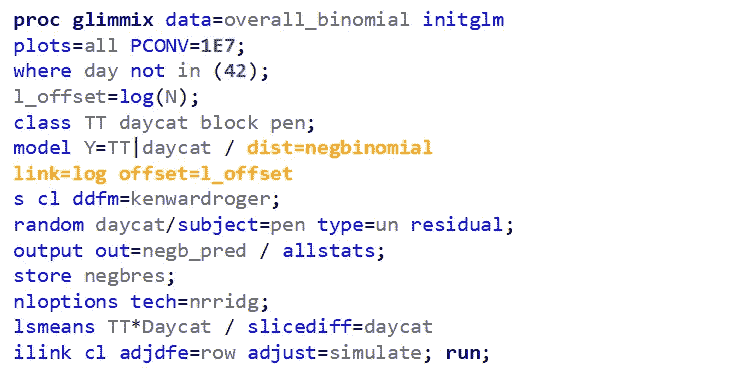 proc glimmix data=overall_binomial initglm
plots=all PCONV=1E7;
where day not in (42);
l_offset=log(N);
class TT daycat block pen;
model Y=TT|daycat / dist=negbinomial
link=log offset=l_offset
s cl ddfm=kenwardroger;
random daycat/subject=pen type=un residual;
output out=negb_pred / allstats;
store negbres;
nloptions tech=nrridg;
lsmeans TT*Daycat / slicediff=daycat
ilink cl adjdfe=row adjust=simulate; run;